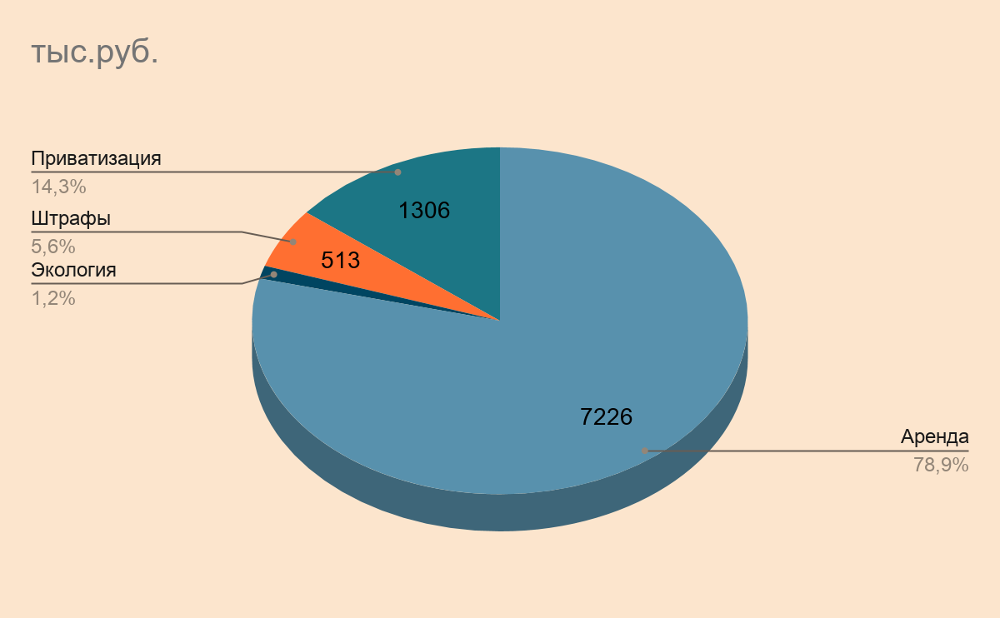 тыс.руб.
Приватизация
14,3%
1306
Штрафы
5,6%
513
Экология
1,2%
7226
Аренда
78,9%